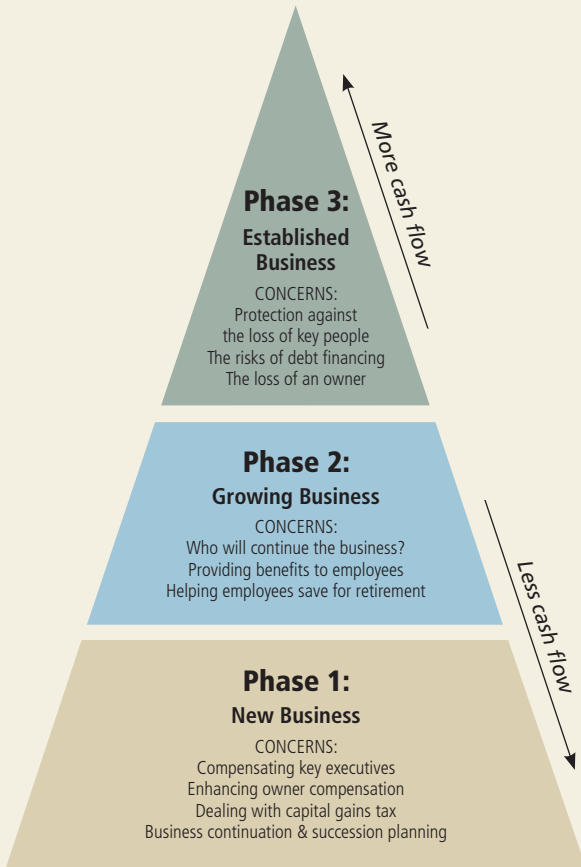 Phase 3:
Established
Business
CONCERNS:
Protection against
the loss of key people
The risks of debt financing
The loss of an owner
More cash flow
Phase 2:
Growing Business
CONCERNS:
Who will continue the business?
Providing benefits to employees
Helping employees save for retirement
Less cash flow
Phase 1:
New Business
CONCERNS:
Compensating key executives
Enhancing owner compensation
Dealing with capital gains tax
Business continuation & succession planning